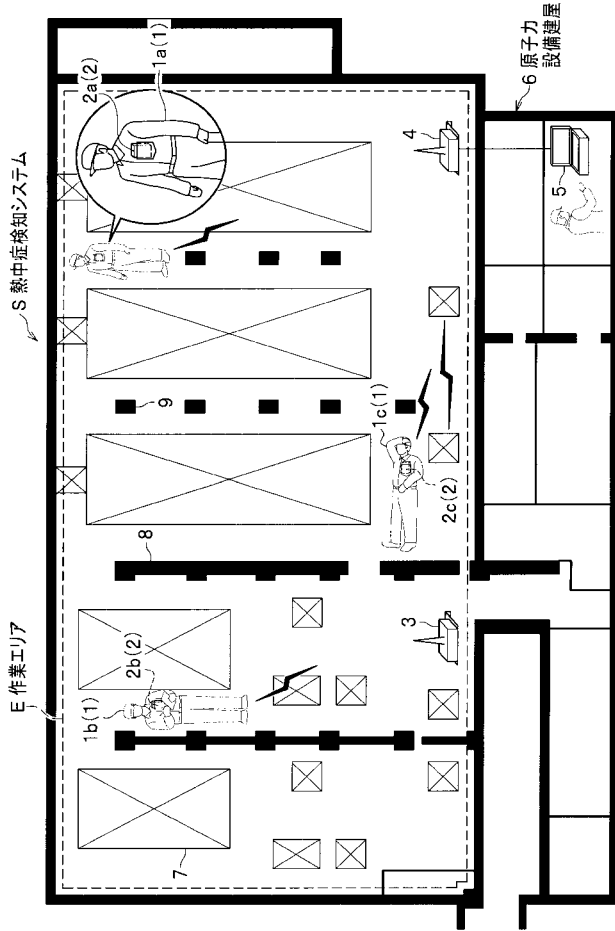 S 熱中症検知システム
E 作業エリア
1b(1)
2b(2)
8
9
2a(2)
1a(1)
7
3
1c(1)
2c(2)
4
5
6 原子力
設備建屋